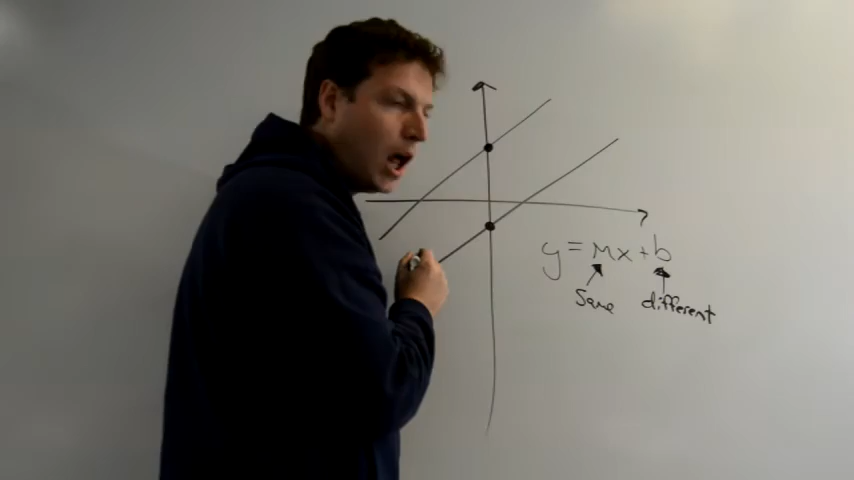 y = mx + b
Same different